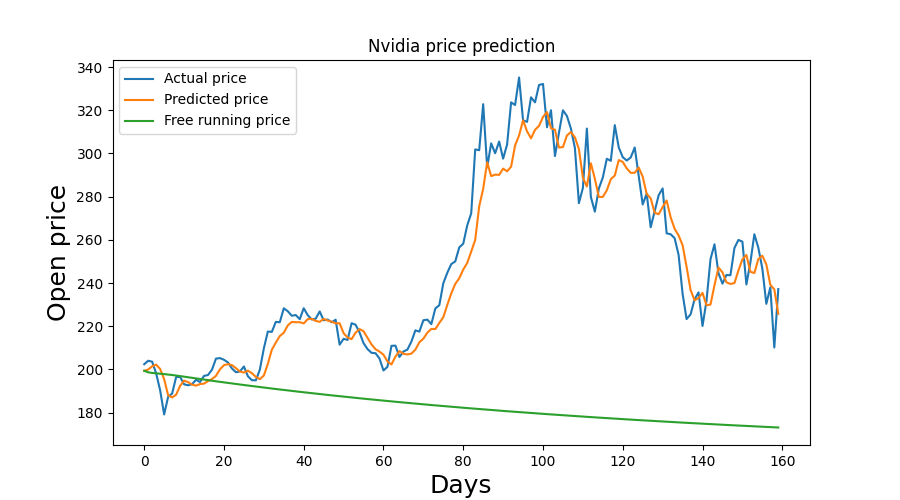 Nvidia price prediction
Actual price
Predicted price
Free running price
Open price
340
320
300
280
260
240
220
200
180
0 20 40 60 80 100 120 140 160
Days